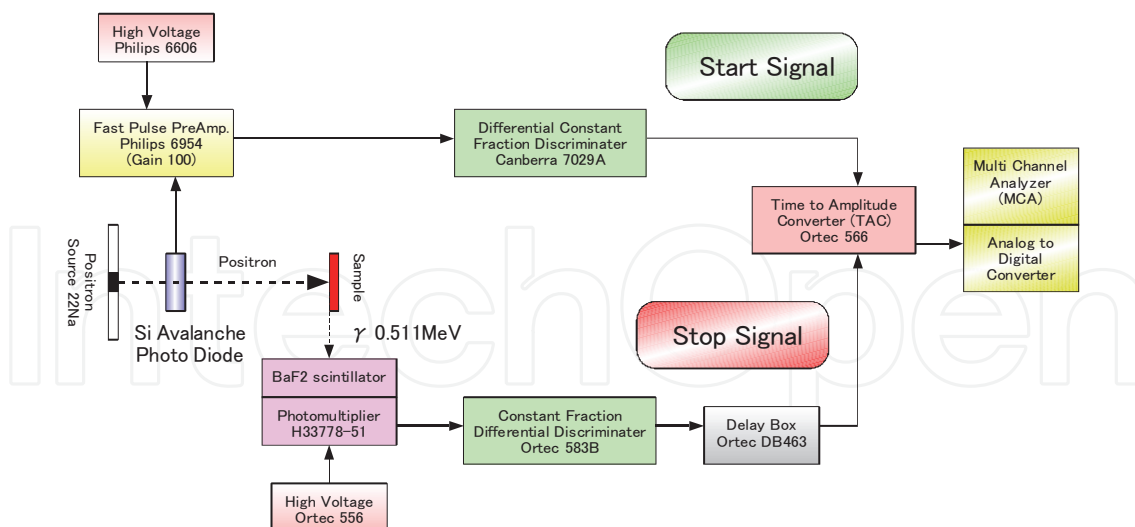 High Voltage
Philips 6606
Start Signal
Fast Pulse PreAmp.
Philips 6954
(Gain 100)
Differential Constant
Fraction Discriminater
Canberra 7029A
Multi Channel
Analyzer
(MCA)
Time to Amplitude
Converter (TAC)
Ortec 566
Analog to
Digital
Converter
Positron
Source 22Na
Positron
Sample
Si Avalanche
Photo Diode
γ 0.511MeV
Stop Signal
BaF2 scintillator
Photomultiplier
H33778-51
Constant Fraction
Differential Discriminater
Ortec 583B
Delay Box
Ortec DB463
High Voltage
Ortec 556
IntechOpen